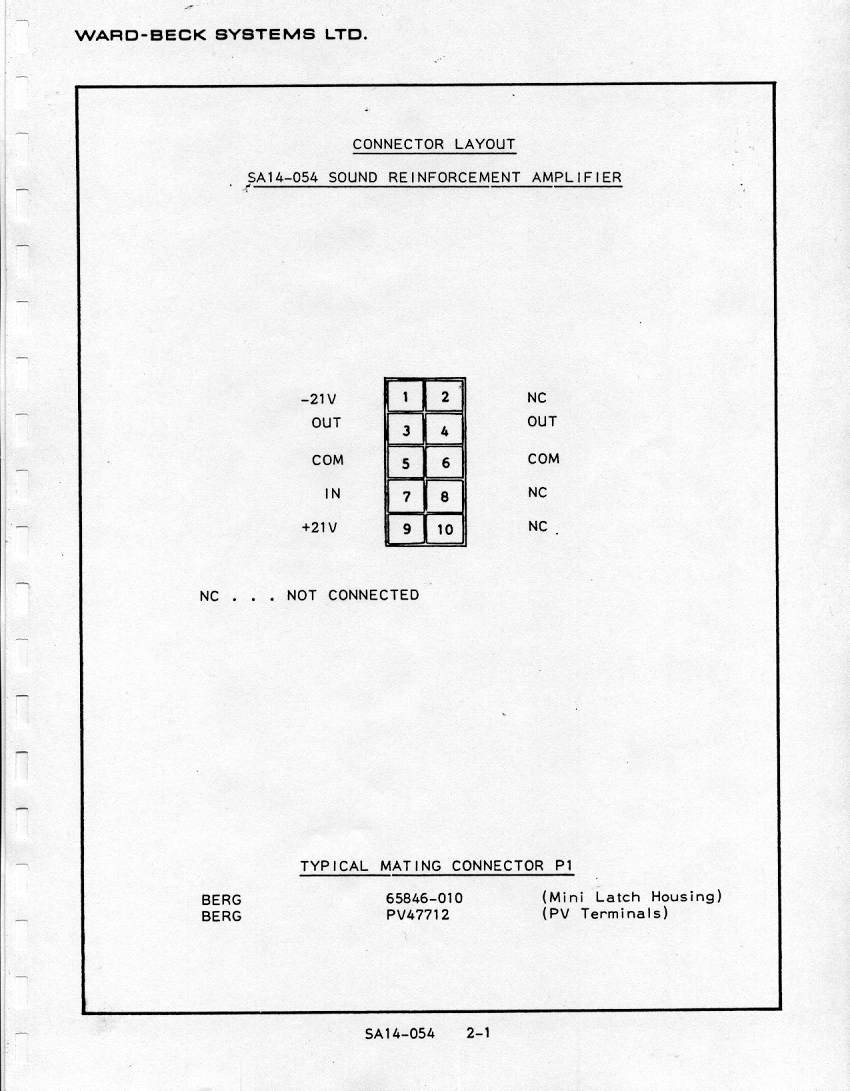 WARD-BECK SYSTEMS LTD.
CONNECTOR LAYOUT
SA14-054 SOUND REINFORCEMENT AMPLIFIER
-21V 1 2 NC
OUT 3 4 OUT
COM 5 6 COM
IN 7 8 NC
+21V 9 10 NC
NC . . . NOT CONNECTED
TYPICAL MATING CONNECTOR P1
BERG 65846-010 (Mini Latch Housing)
BERG PV47712 (PV Terminals)
SA14-054 2-1